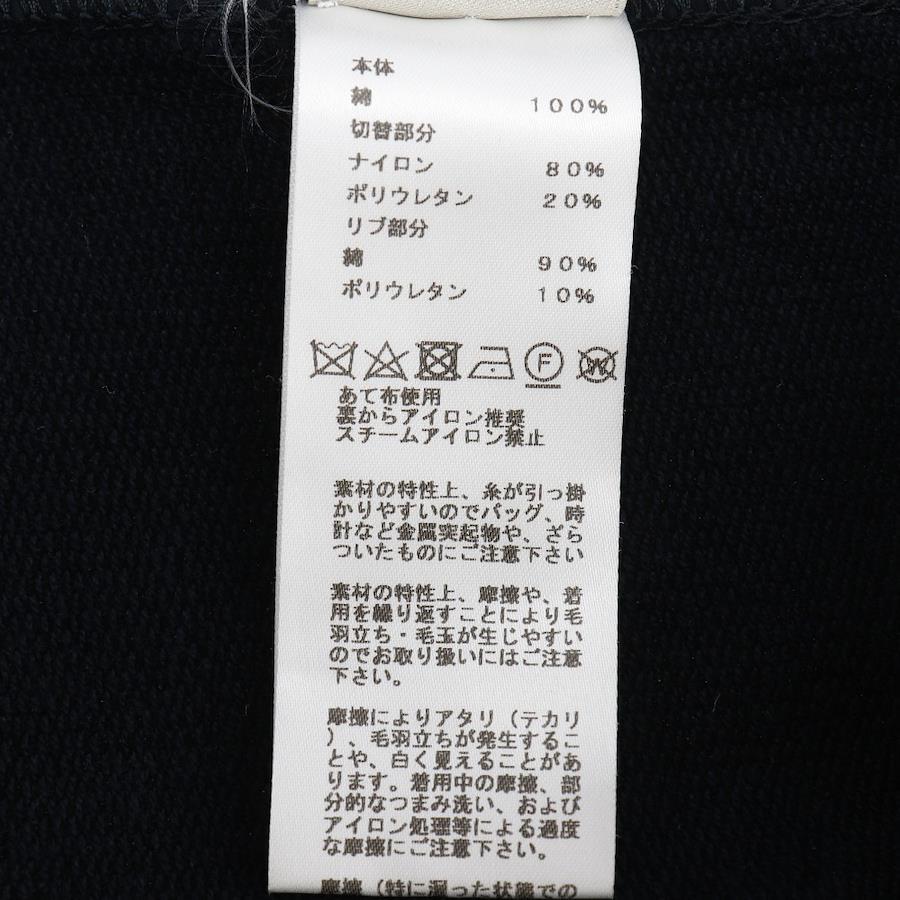 本体
綿 100%
切替部分
ナイロン 80%
ポリウレタン 20%
リブ部分
綿 90%
ポリウレタン 10%
F W
あて布使用
裏からアイロン推奨
スチームアイロン禁止
素材の特性上、糸が引っ掛
かりやすいのでバッグ、時
計など金属突起物や、ざら
ついたものにご注意下さい
素材の特性上、摩擦や、着
用を繰り返すことにより毛
羽立ち・毛玉が生じやすい
のでお取り扱いにはご注意
下さい。
摩擦によりアタリ（テカリ
）、毛羽立ちが発生するこ
とや、白く見えることがあ
ります。着用中の摩擦、部
分的なつまみ洗い、および
アイロン処理等による過度
な摩擦にご注意下さい。
摩擦（特に湿った状態での